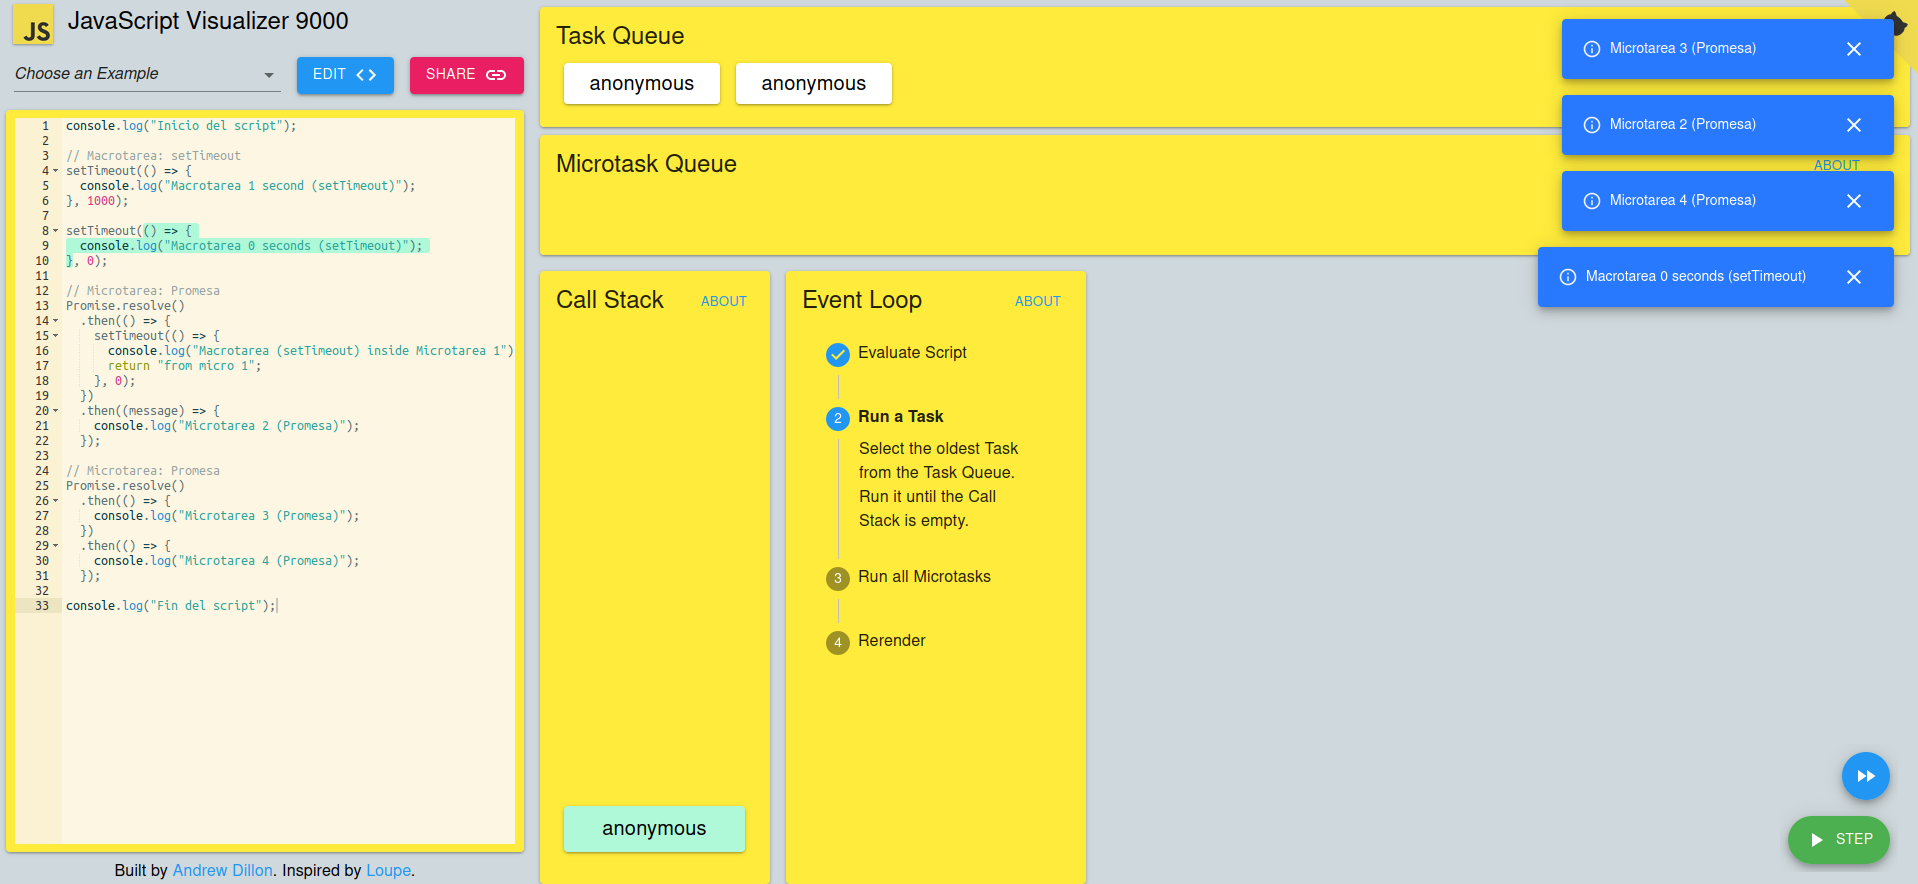 JS
JavaScript Visualizer 9000
Choose an Example
EDIT
SHARE
1 console.log("Inicio del script");
2
3 // Macrotarea: setTimeout
4 setTimeout(() => {
5 console.log("Macrotarea 1 second (setTimeout)");
6 }, 1000);
7
8 setTimeout(() => {
9 console.log("Macrotarea 0 seconds (setTimeout)");
10 }, 0);
11
12 // Microtarea: Promesa
13 Promise.resolve()
14 .then(() => {
15 setTimeout(() => {
16 console.log("Macrotarea (setTimeout) inside Microtarea 1")
17 return "from micro 1";
18 }, 0);
19 })
20 .then((message) => {
21 console.log("Microtarea 2 (Promesa)");
22 });
23
24 // Microtarea: Promesa
25 Promise.resolve()
26 .then(() => {
27 console.log("Microtarea 3 (Promesa)");
28 })
29 .then(() => {
30 console.log("Microtarea 4 (Promesa)");
31 });
32
33 console.log("Fin del script");
Built by Andrew Dillon. Inspired by Loupe.
Task Queue
anonymous anonymous
Microtask Queue
ABOUT
Call Stack ABOUT
anonymous
Event Loop ABOUT
Evaluate Script
2 Run a Task
Select the oldest Task
from the Task Queue.
Run it until the Call
Stack is empty.
3 Run all Microtasks
4 Rerender
Microtarea 3 (Promesa)
Microtarea 2 (Promesa)
Microtarea 4 (Promesa)
Macrotarea 0 seconds (setTimeout)
STEP